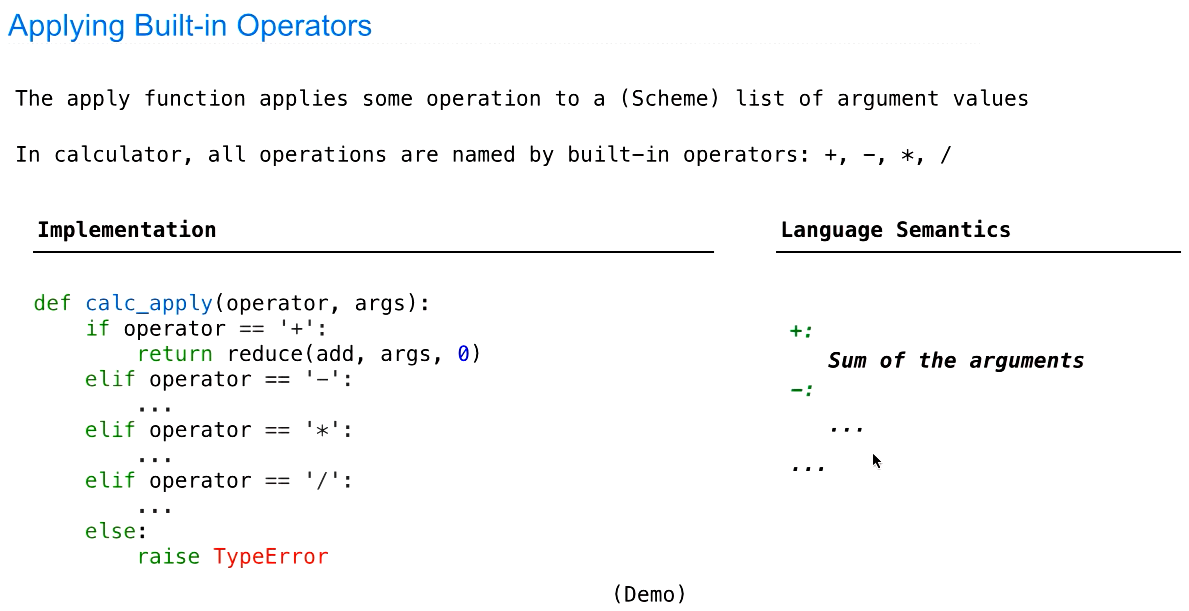 Applying Built-in Operators
The apply function applies some operation to a (Scheme) list of argument values
In calculator, all operations are named by built-in operators: +, -, *, /
Implementation
def calc_apply(operator, args):
    if operator == '+':
        return reduce(add, args, 0)
    elif operator == '-':
        ...
    elif operator == '*':
        ...
    elif operator == '/':
        ...
    else:
        raise TypeError
Language Semantics
+:
Sum of the arguments
-:
...
...
(Demo)